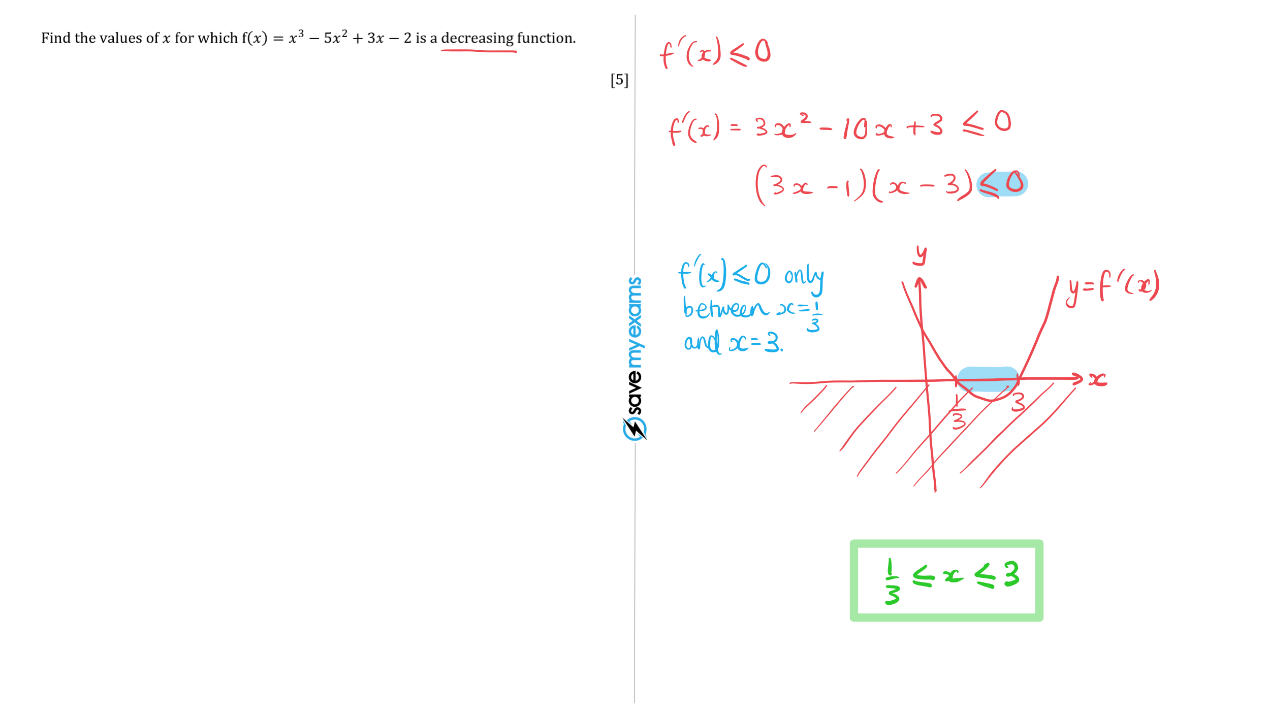 Find the values of x for which f(x) = x³ − 5x² + 3x − 2 is a decreasing function.
[5]
save my exams
f′(x) ⩽ 0
f′(x) = 3x² − 10x + 3 ⩽ 0
(3x − 1)(x − 3) ⩽ 0
f′(x) ⩽ 0 only
between x = 1/3
and x = 3.
y
y = f′(x)
x
1/3
3
1/3 ⩽ x ⩽ 3